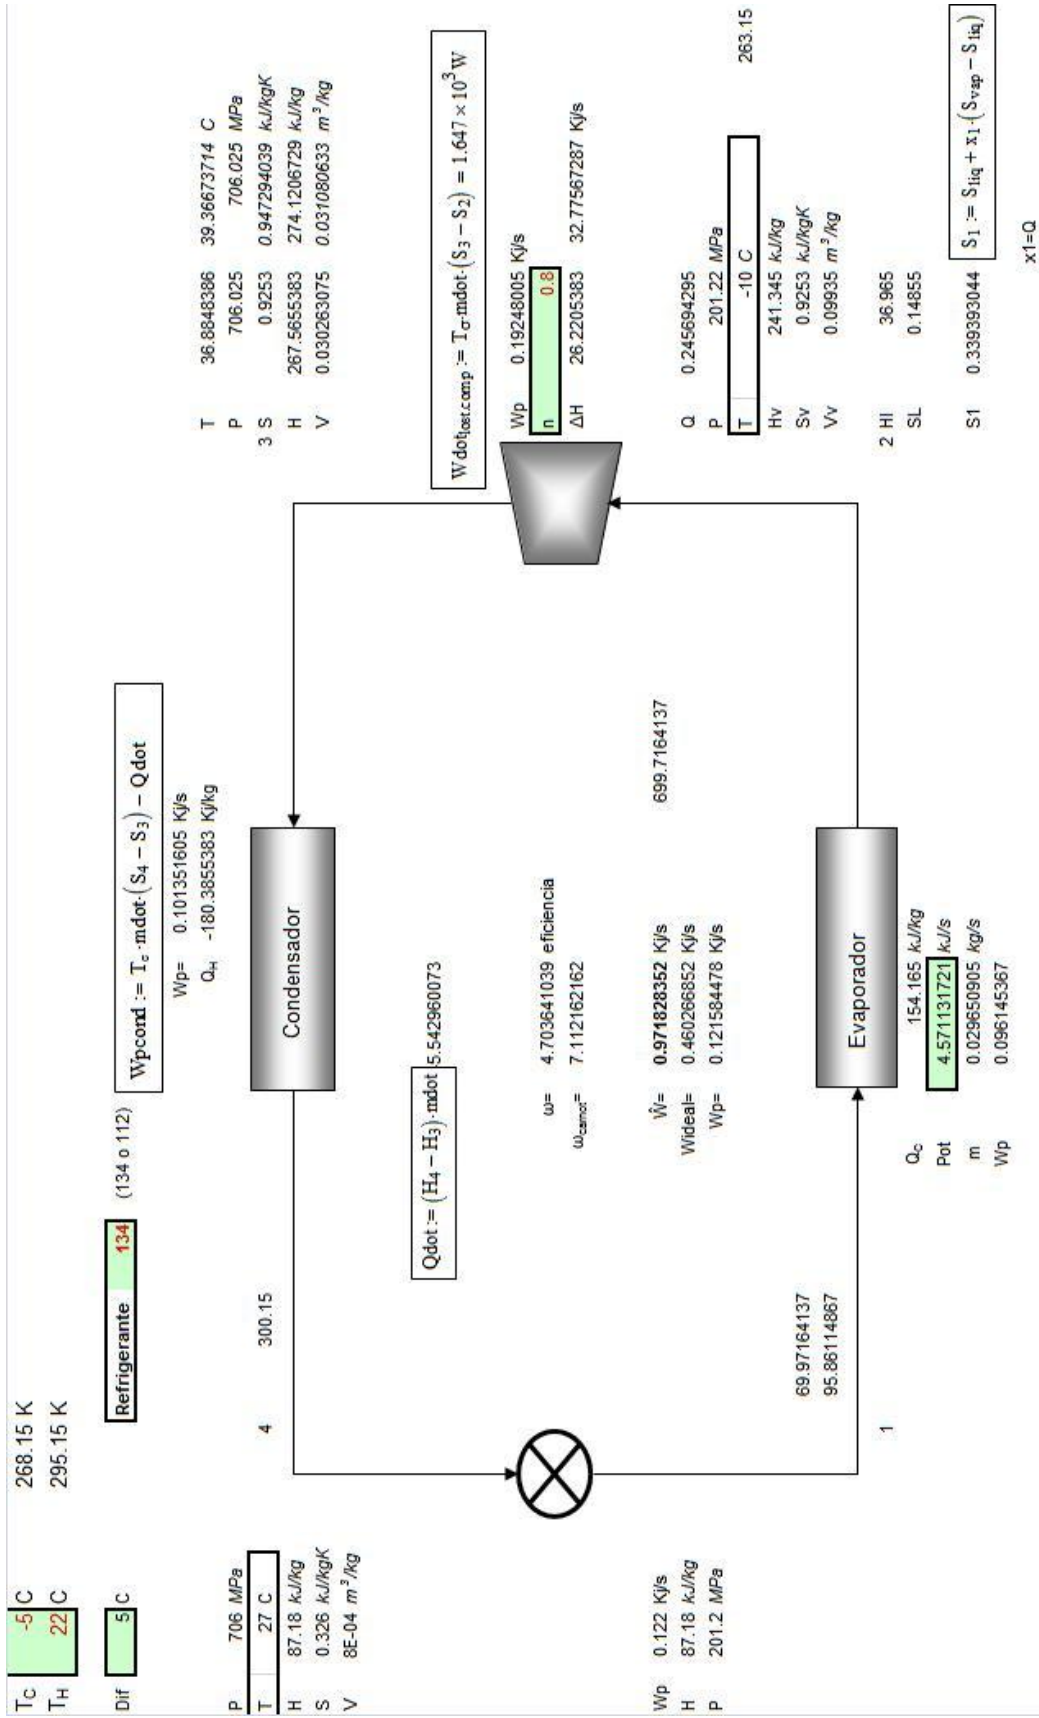 TC -5 C 268.15 K
TH 22 C 295.15 K
Dif 5 C
Refrigerante 134 (134 o 112)
Wpcond := Tc·mdot·(S4 − S3) − Qdot
Wp= 0.101351605 Kj/s
QH -180.3855383 Kj/kg
P 706 MPa
T 27 C
H 87.18 kJ/kg
S 0.326 kJ/kgK
V 8E-04 m³/kg
4
300.15
Condensador
T 36.8848386 39.36673714 C
P 706.025 706.025 MPa
3 S 0.9253 0.947294039 kJ/kgK
H 267.5655383 274.1206729 kJ/kg
V 0.030263075 0.031080633 m³/kg
Qdot := (H4 − H3)·mdot 5.542960073
Wdotlost.comp := Tσ·mdot·(S3 − S2) = 1.647 × 10³ W
Wp 0.19248005 Kj/s
n 0.8
ΔH 26.2205383 32.77567287 Kj/s
ω= 4.703641039 eficiencia
ωcarnot= 7.112162162
Ŵ= 0.971828352 Kj/s
Wideal= 0.460266852 Kj/s
Wp= 0.121584478 Kj/s
699.7164137
Wp 0.122 Kj/s
H 87.18 kJ/kg
P 201.2 MPa
69.97164137
95.86114867
1
Evaporador
Q 0.245694295
P 201.22 MPa
T -10 C 263.15
Hv 241.345 kJ/kg
Sv 0.9253 kJ/kgK
Vv 0.09935 m³/kg
2 Hl 36.965
SL 0.14855
QC 154.165 kJ/kg
Pot 4.571131721 kJ/s
m 0.029650905 kg/s
Wp 0.096145367
S1 0.339393044 S1 := Sliq + x1·(Svap − Sliq)
x1=Q